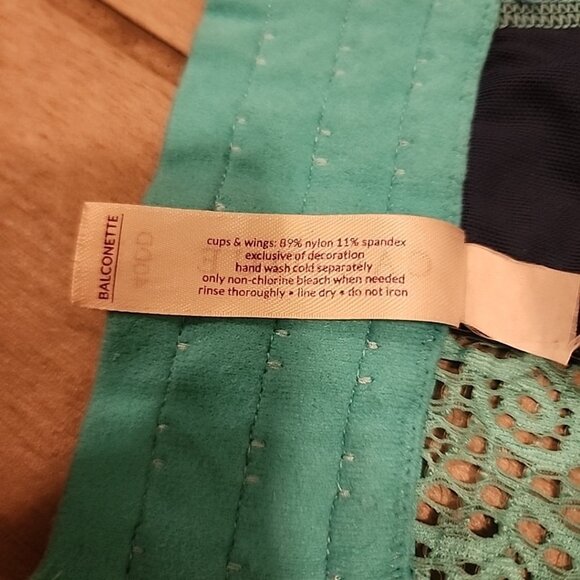 BALCONETTE
cups & wings: 89% nylon 11% spandex
exclusive of decoration
hand wash cold separately
only non-chlorine bleach when needed
rinse thoroughly • line dry • do not iron